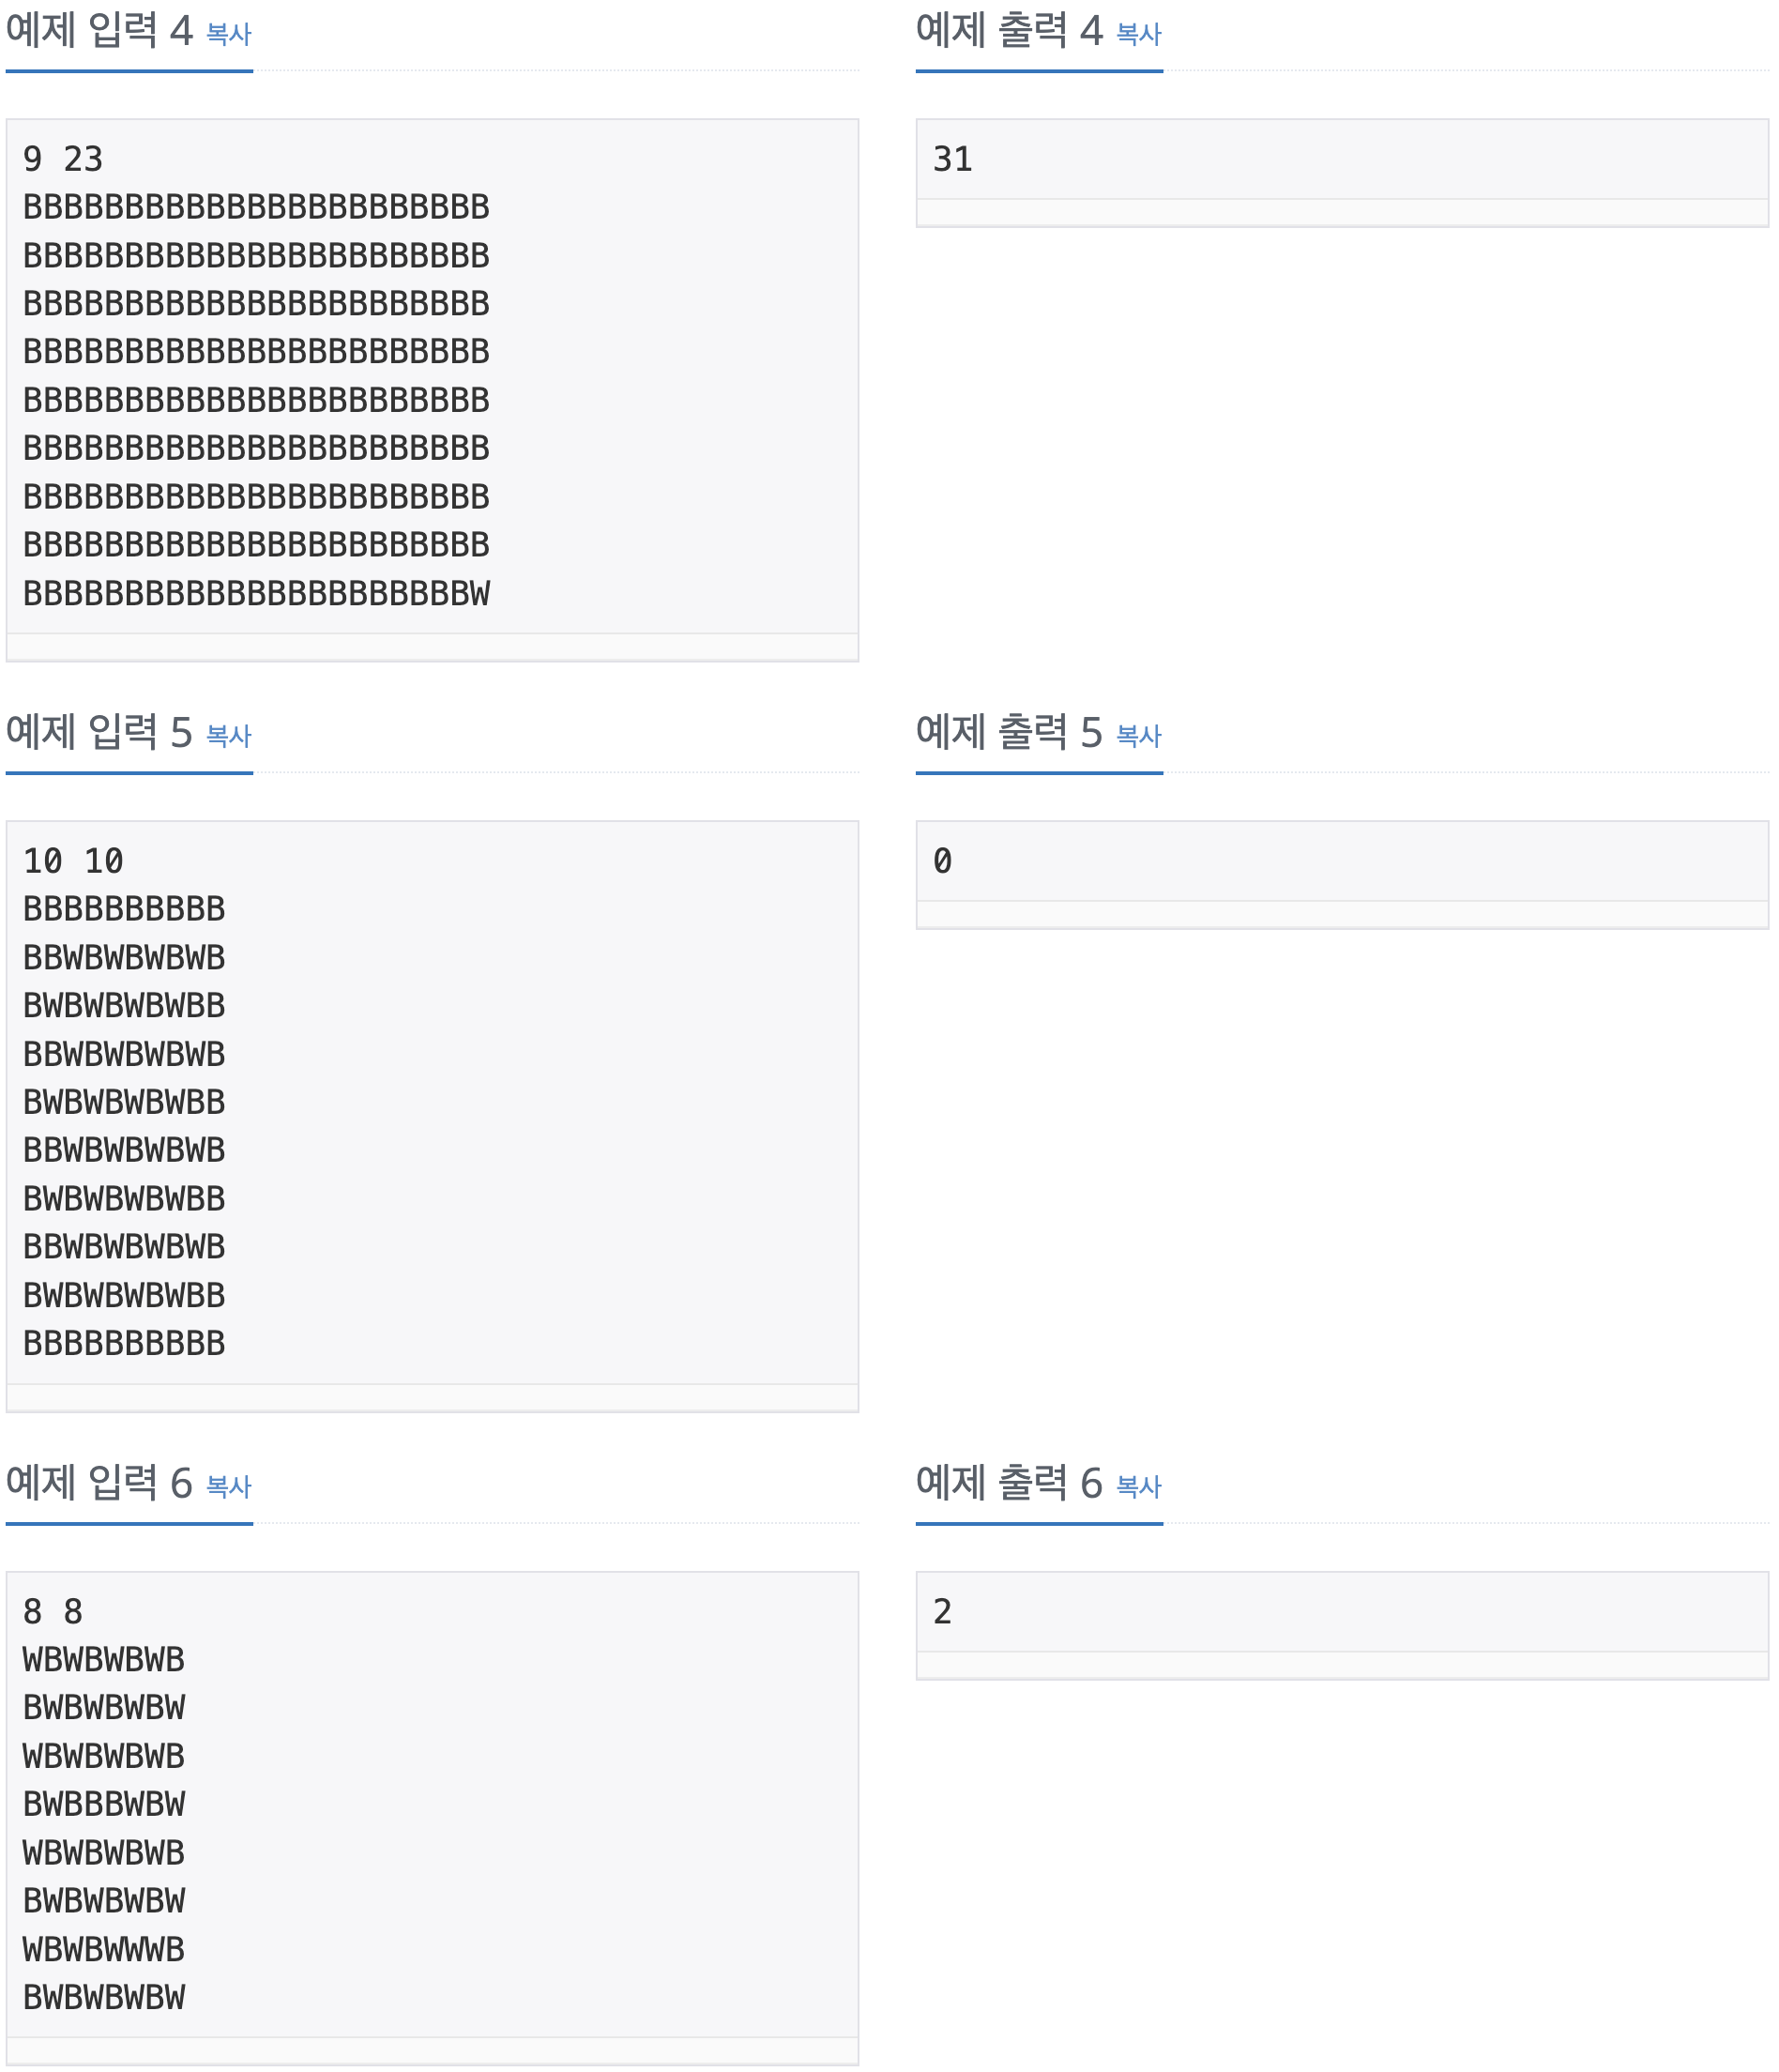 예제 입력 4 복사
9 23
BBBBBBBBBBBBBBBBBBBBBBB
BBBBBBBBBBBBBBBBBBBBBBB
BBBBBBBBBBBBBBBBBBBBBBB
BBBBBBBBBBBBBBBBBBBBBBB
BBBBBBBBBBBBBBBBBBBBBBB
BBBBBBBBBBBBBBBBBBBBBBB
BBBBBBBBBBBBBBBBBBBBBBB
BBBBBBBBBBBBBBBBBBBBBBB
BBBBBBBBBBBBBBBBBBBBBBW
예제 출력 4 복사
31
예제 입력 5 복사
10 10
BBBBBBBBBB
BBWBWBWBWB
BWBWBWBWBB
BBWBWBWBWB
BWBWBWBWBB
BBWBWBWBWB
BWBWBWBWBB
BBWBWBWBWB
BWBWBWBWBB
BBBBBBBBBB
예제 출력 5 복사
0
예제 입력 6 복사
8 8
WBWBWBWB
BWBWBWBW
WBWBWBWB
BWBBBWBW
WBWBWBWB
BWBWBWBW
WBWBWWWB
BWBWBWBW
예제 출력 6 복사
2